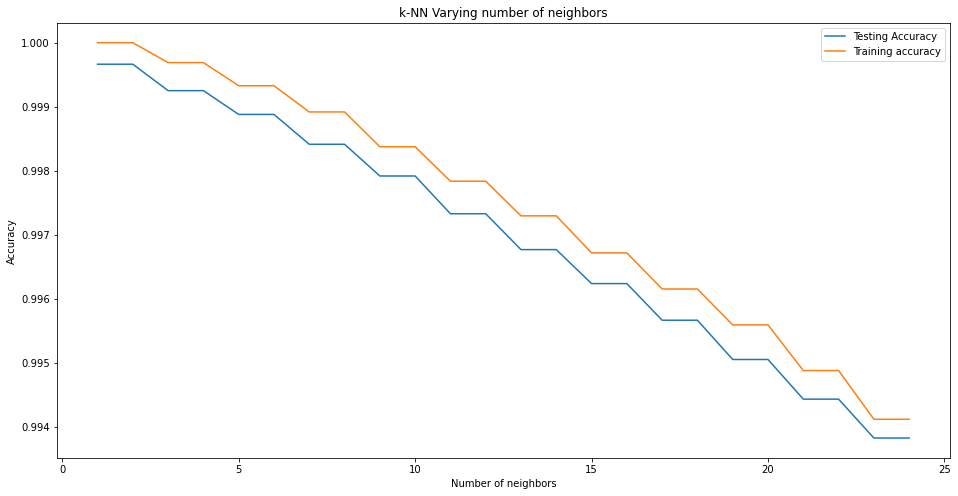 k-NN Varying number of neighbors
Testing Accuracy
Training accuracy
1.000
0.999
0.998
0.997
0.996
0.995
0.994
Accuracy
0 5 10 15 20 25
Number of neighbors